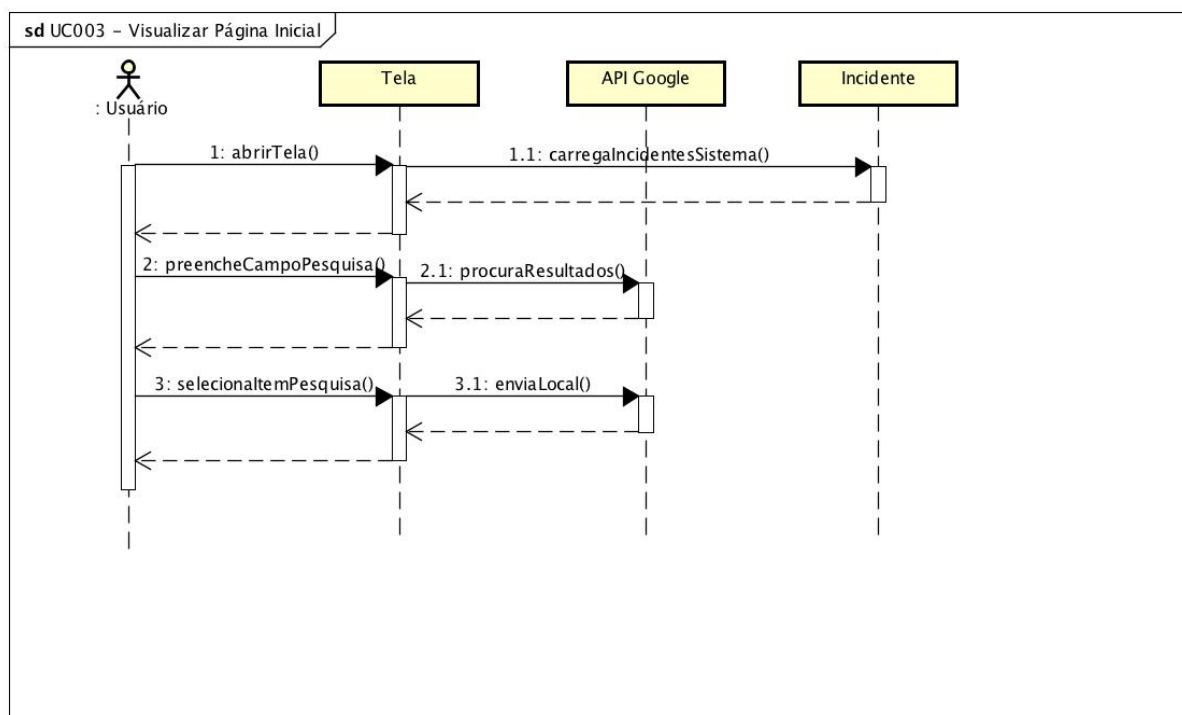 sd UC003 - Visualizar Página Inicial
: Usuário
Tela
API Google
Incidente
1: abrirTela()
1.1: carregaIncidentesSistema()
2: preencheCampoPesquisa()
2.1: procuraResultados()
3: selecionaItemPesquisa()
3.1: enviaLocal()